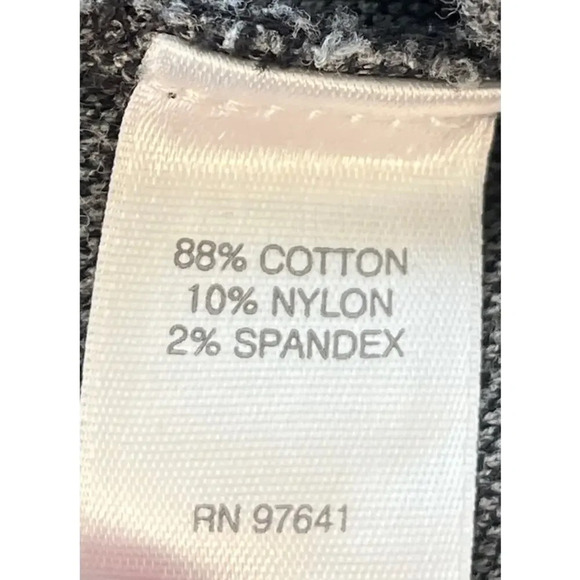 88% COTTON
10% NYLON
2% SPANDEX
RN 97641